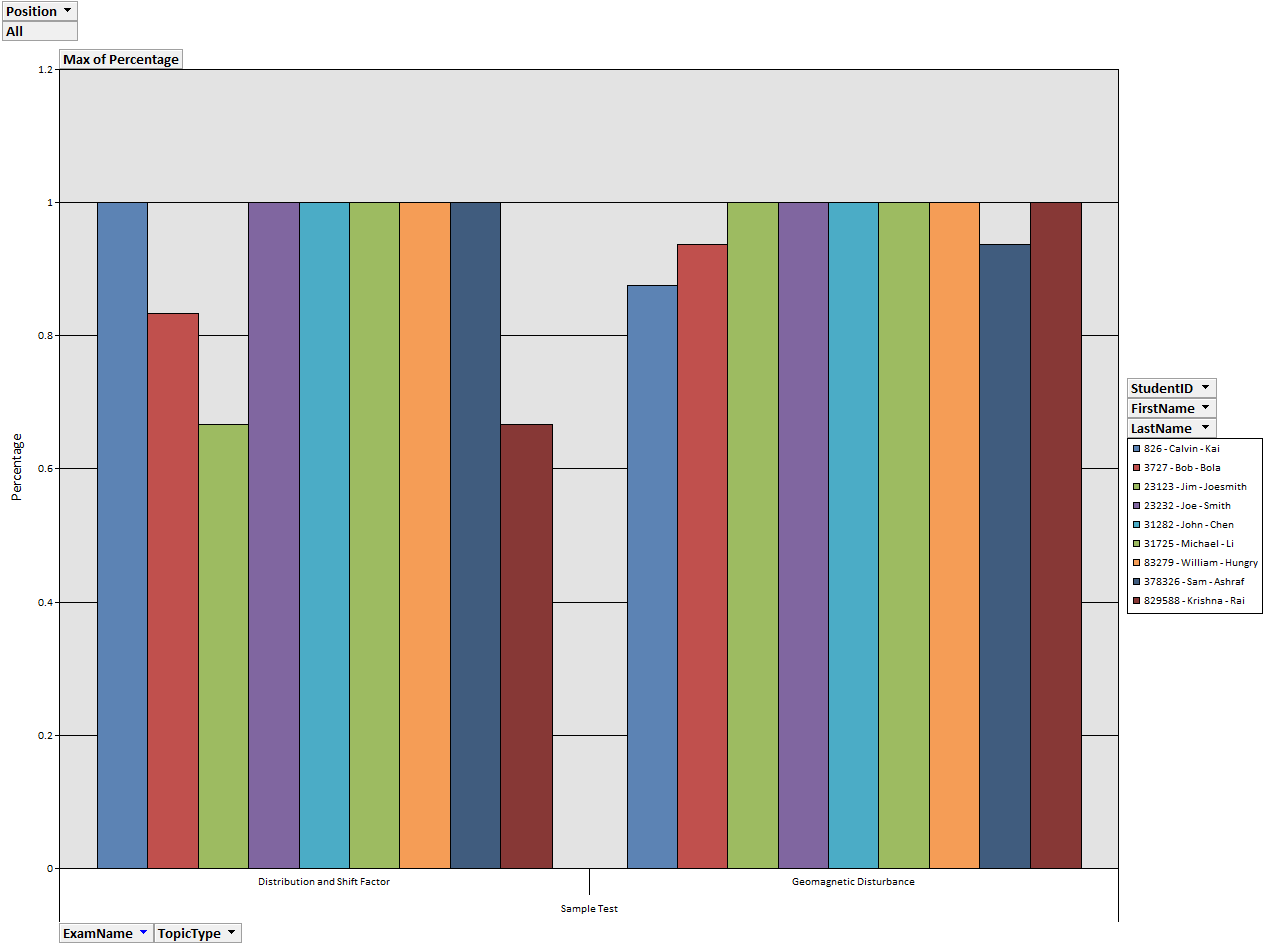 Position
All
Max of Percentage
1.2
1
0.8
0.6
0.4
0.2
0
Percentage
Distribution and Shift Factor
Geomagnetic Disturbance
Sample Test
ExamName
TopicType
StudentID
FirstName
LastName
826 - Calvin - Kai
3727 - Bob - Bola
23123 - Jim - Joesmith
23232 - Joe - Smith
31282 - John - Chen
31725 - Michael - Li
83279 - William - Hungry
378326 - Sam - Ashraf
829588 - Krishna - Rai